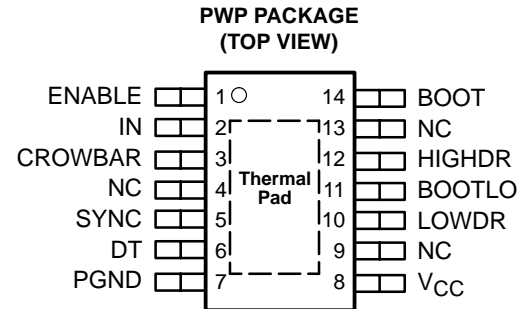 PWP PACKAGE
(TOP VIEW)
ENABLE 1 14 BOOT
IN 2 13 NC
CROWBAR 3 12 HIGHDR
NC 4 Thermal 11 BOOTLO
Pad
SYNC 5 10 LOWDR
DT 6 9 NC
PGND 7 8 VCC